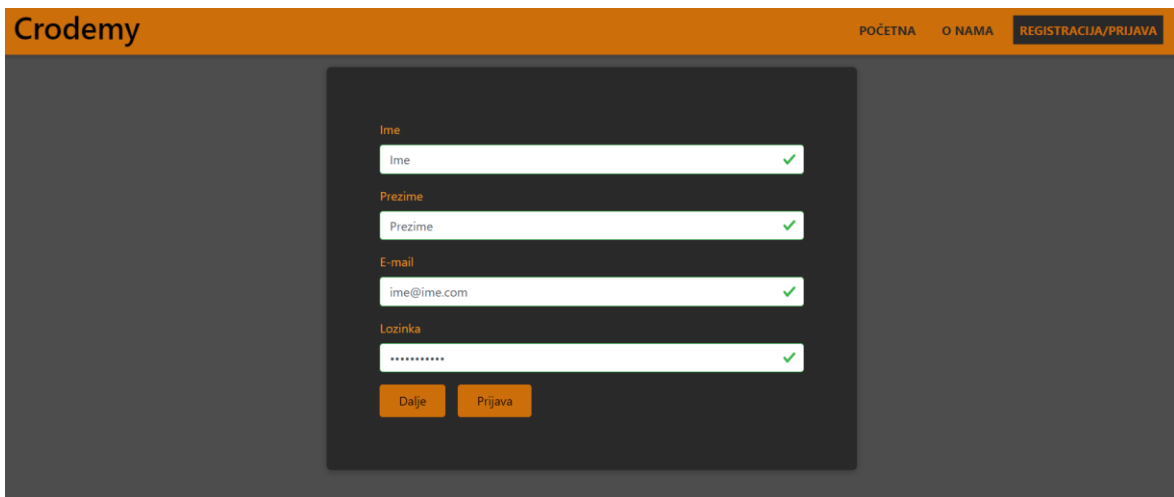 Crodemy
POČETNA O NAMA REGISTRACIJA/PRIJAVA
Ime
Ime
Prezime
Prezime
E-mail
ime@ime.com
Lozinka
•••••••••••
Dalje Prijava